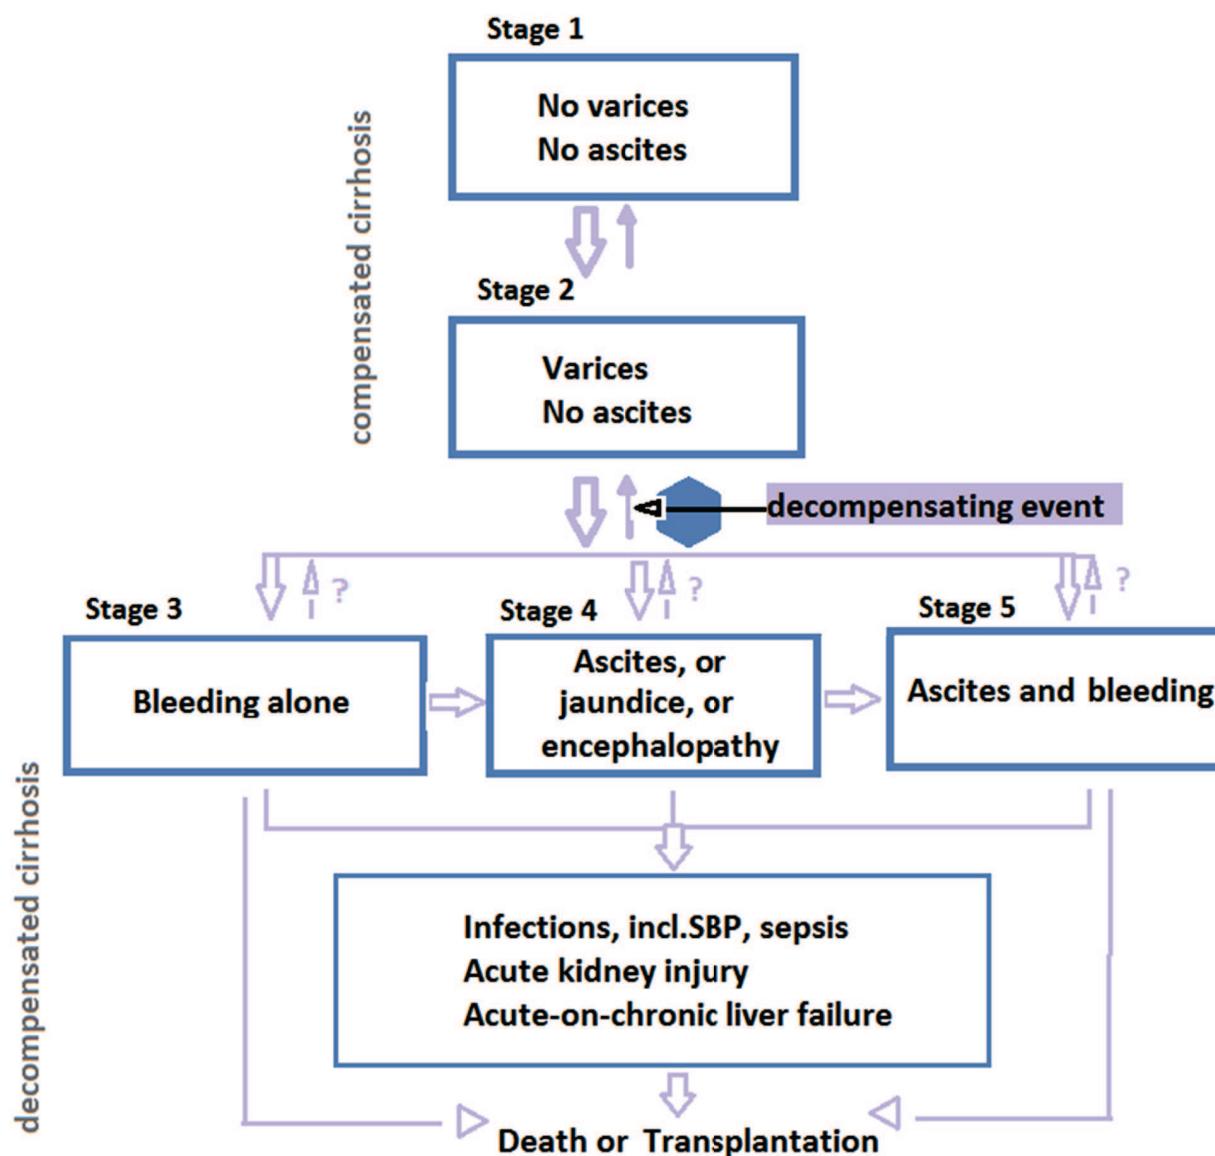 Stage 1
No varices
No ascites
compensated cirrhosis
Stage 2
Varices
No ascites
decompensating event
?
?
?
Stage 3
Stage 4
Stage 5
Bleeding alone
Ascites, or
jaundice, or
encephalopathy
Ascites and bleeding
decompensated cirrhosis
Infections, incl.SBP, sepsis
Acute kidney injury
Acute-on-chronic liver failure
Death or Transplantation